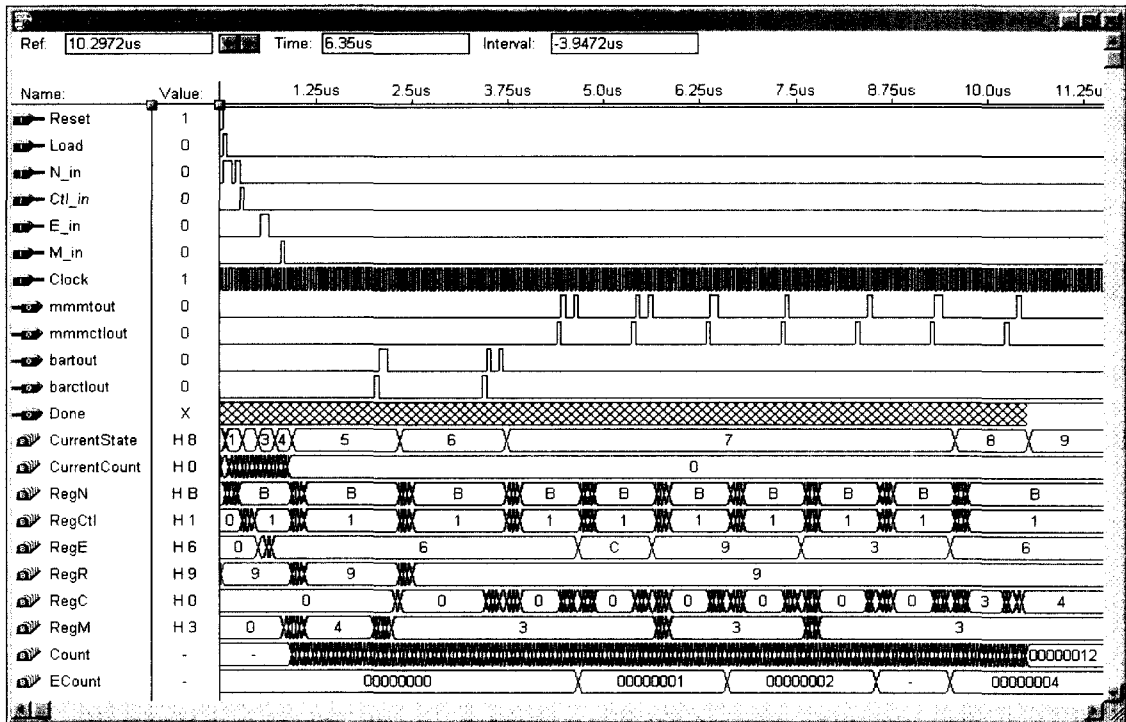 Ref: 10.2972us Time: 6.35us Interval: -3.9472us
Name: Value: 1.25us 2.5us 3.75us 5.0us 6.25us 7.5us 8.75us 10.0us 11.25u
Reset 1
Load 0
N_in 0
Ctl_in 0
E_in 0
M_in 0
Clock 1
mmmtout 0
mmmctlout 0
bartout 0
barctlout 0
Done X
CurrentState H 8 1 3 4 5 6 7 8 9
CurrentCount H 0 0
RegN H B B B B B B B B B B B
RegCtl H 1 0 1 1 1 1 1 1 1 1 1 1
RegE H 6 0 6 C 9 3 6
RegR H 9 9 9 9
RegC H 0 0 0 0 0 0 0 0 0 3 4
RegM H 3 0 4 3 3 3
Count - - 00000012
ECount - 00000000 00000001 00000002 - 00000004